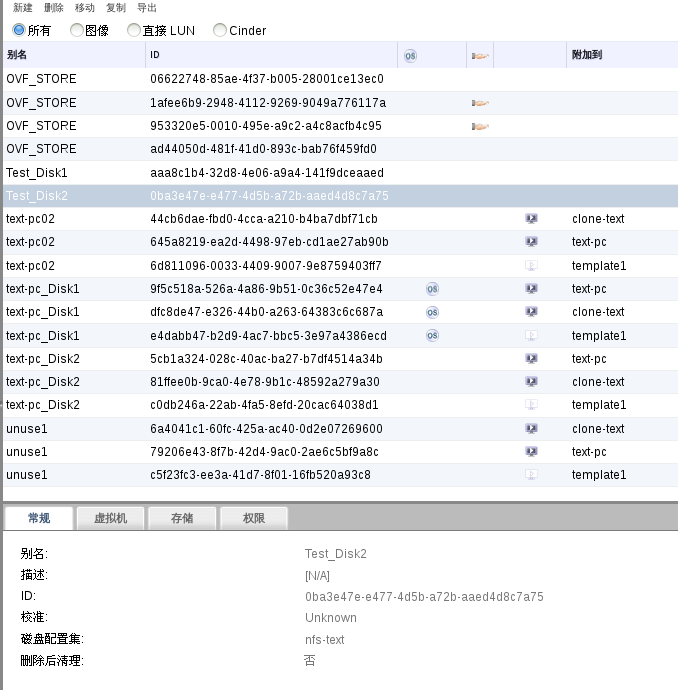 新建 删除 移动 复制 导出
所有 图像 直接 LUN Cinder
别名 ID OS 附加到
OVF_STORE 06622748-85ae-4f37-b005-28001ce13ec0
OVF_STORE 1afee6b9-2948-4112-9269-9049a776117a
OVF_STORE 953320e5-0010-495e-a9c2-a4c8acfb4c95
OVF_STORE ad44050d-481f-41d0-893c-bab76f459fd0
Test_Disk1 aaa8c1b4-32d8-4e06-a9a4-141f9dceaaed
Test_Disk2 0ba3e47e-e477-4d5b-a72b-aaed4d8c7a75
text-pc02 44cb6dae-fbd0-4cca-a210-b4ba7dbf71cb clone-text
text-pc02 645a8219-ea2d-4498-97eb-cd1ae27ab90b text-pc
text-pc02 6d811096-0033-4409-9007-9e8759403ff7 template1
text-pc_Disk1 9f5c518a-526a-4a86-9b51-0c36c52e47e4 OS text-pc
text-pc_Disk1 dfc8de47-e326-44b0-a263-64383c6c687a OS clone-text
text-pc_Disk1 e4dabb47-b2d9-4ac7-bbc5-3e97a4386ecd OS template1
text-pc_Disk2 5cb1a324-028c-40ac-ba27-b7df4514a34b text-pc
text-pc_Disk2 81ffee0b-9ca0-4e78-9b1c-48592a279a30 clone-text
text-pc_Disk2 c0db246a-22ab-4fa5-8efd-20cac64038d1 template1
unuse1 6a4041c1-60fc-425a-ac40-0d2e07269600 clone-text
unuse1 79206e43-8f7b-42d4-9ac0-2ae6c5bf9a8c text-pc
unuse1 c5f23fc3-ee3a-41d7-8f01-16fb520a93c8 template1
常规 虚拟机 存储 权限
别名: Test_Disk2
描述: [N/A]
ID: 0ba3e47e-e477-4d5b-a72b-aaed4d8c7a75
校准: Unknown
磁盘配置集: nfs-text
删除后清理: 否